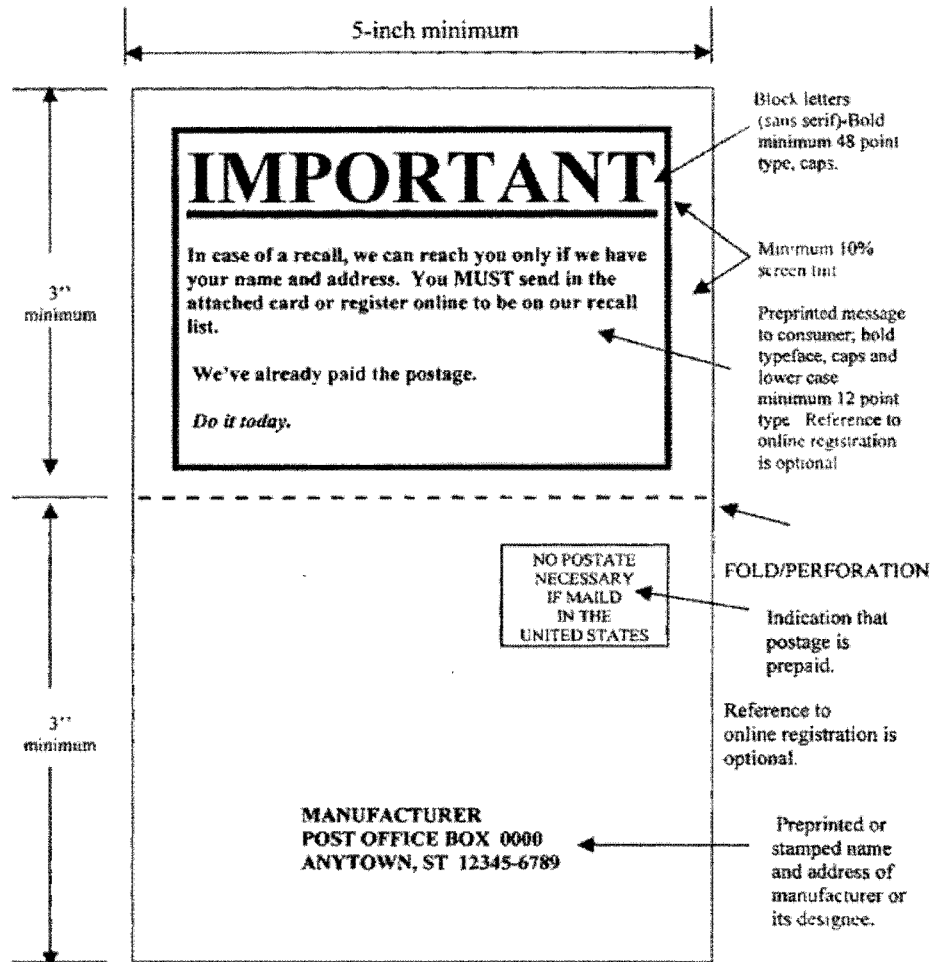 5-inch minimum
Block letters
(sans serif)-Bold
minimum 48 point
type, caps.
IMPORTANT
In case of a recall, we can reach you only if we have
your name and address. You MUST send in the
attached card or register online to be on our recall
list.
We've already paid the postage.
Do it today.
3"
minimum
Minimum 10%
screen tint
Preprinted message
to consumer; bold
typeface, caps and
lower case
minimum 12 point
type Reference to
online registration
is optional
NO POSTATE
NECESSARY
IF MAILD
IN THE
UNITED STATES
FOLD/PERFORATION
Indication that
postage is
prepaid.
3"
minimum
Reference to
online registration is
optional.
MANUFACTURER
POST OFFICE BOX 0000
ANYTOWN, ST 12345-6789
Preprinted or
stamped name
and address of
manufacturer or
its designee.